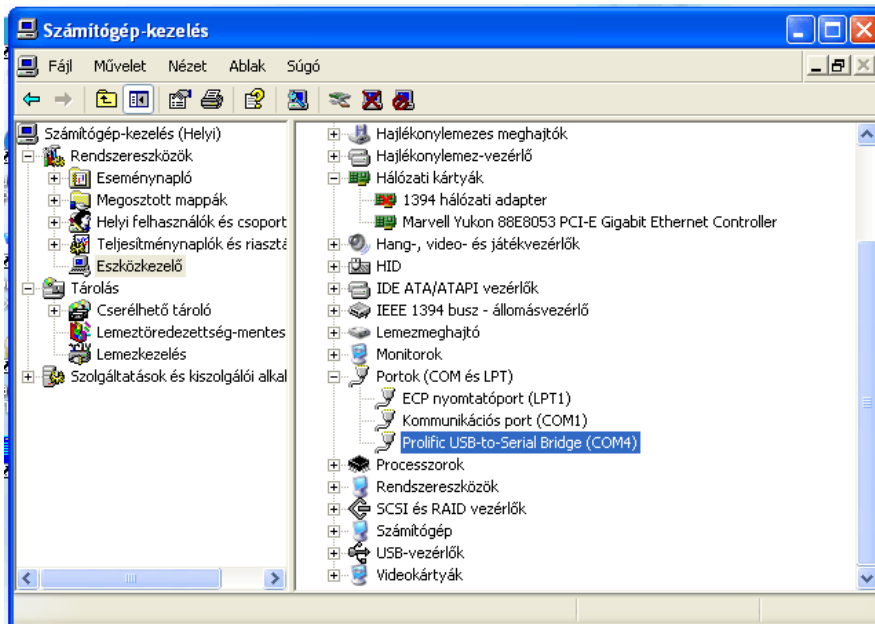 Számítógép-kezelés
Fájl Művelet Nézet Ablak Súgó
Számítógép-kezelés (Helyi)
Rendszereszközök
Eseménynapló
Megosztott mappák
Helyi felhasználók és csoport
Teljesítménynaplók és riasztá
Eszközkezelő
Tárolás
Cserélhető tároló
Lemeztöredezettség-mentes
Lemezkezelés
Szolgáltatások és kiszolgálói alkal
Hajlékonylemezes meghajtók
Hajlékonylemez-vezérlő
Hálózati kártyák
1394 hálózati adapter
Marvell Yukon 88E8053 PCI-E Gigabit Ethernet Controller
Hang-, video- és játékvezérlők
HID
IDE ATA/ATAPI vezérlők
IEEE 1394 busz - állomásvezérlő
Lemezmeghajtó
Monitorok
Portok (COM és LPT)
ECP nyomtatóport (LPT1)
Kommunikációs port (COM1)
Prolific USB-to-Serial Bridge (COM4)
Processzorok
Rendszereszközök
SCSI és RAID vezérlők
Számítógép
USB-vezérlők
Videokártyák